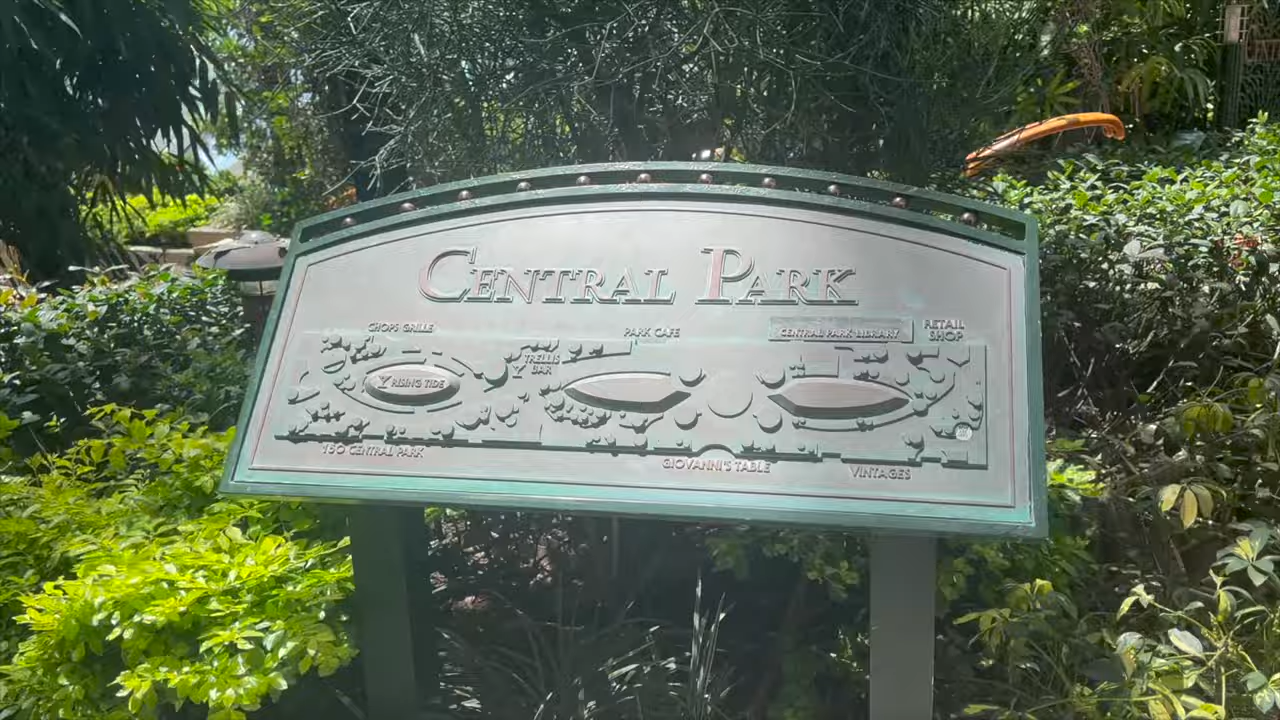 CENTRAL PARK
CHOPS GRILLE
PARK CAFE
CENTRAL PARK LIBRARY
RETAIL
SHOP
TRELLIS
BAR
RISING TIDE
150 CENTRAL PARK
GIOVANNI'S TABLE
VINTAGES